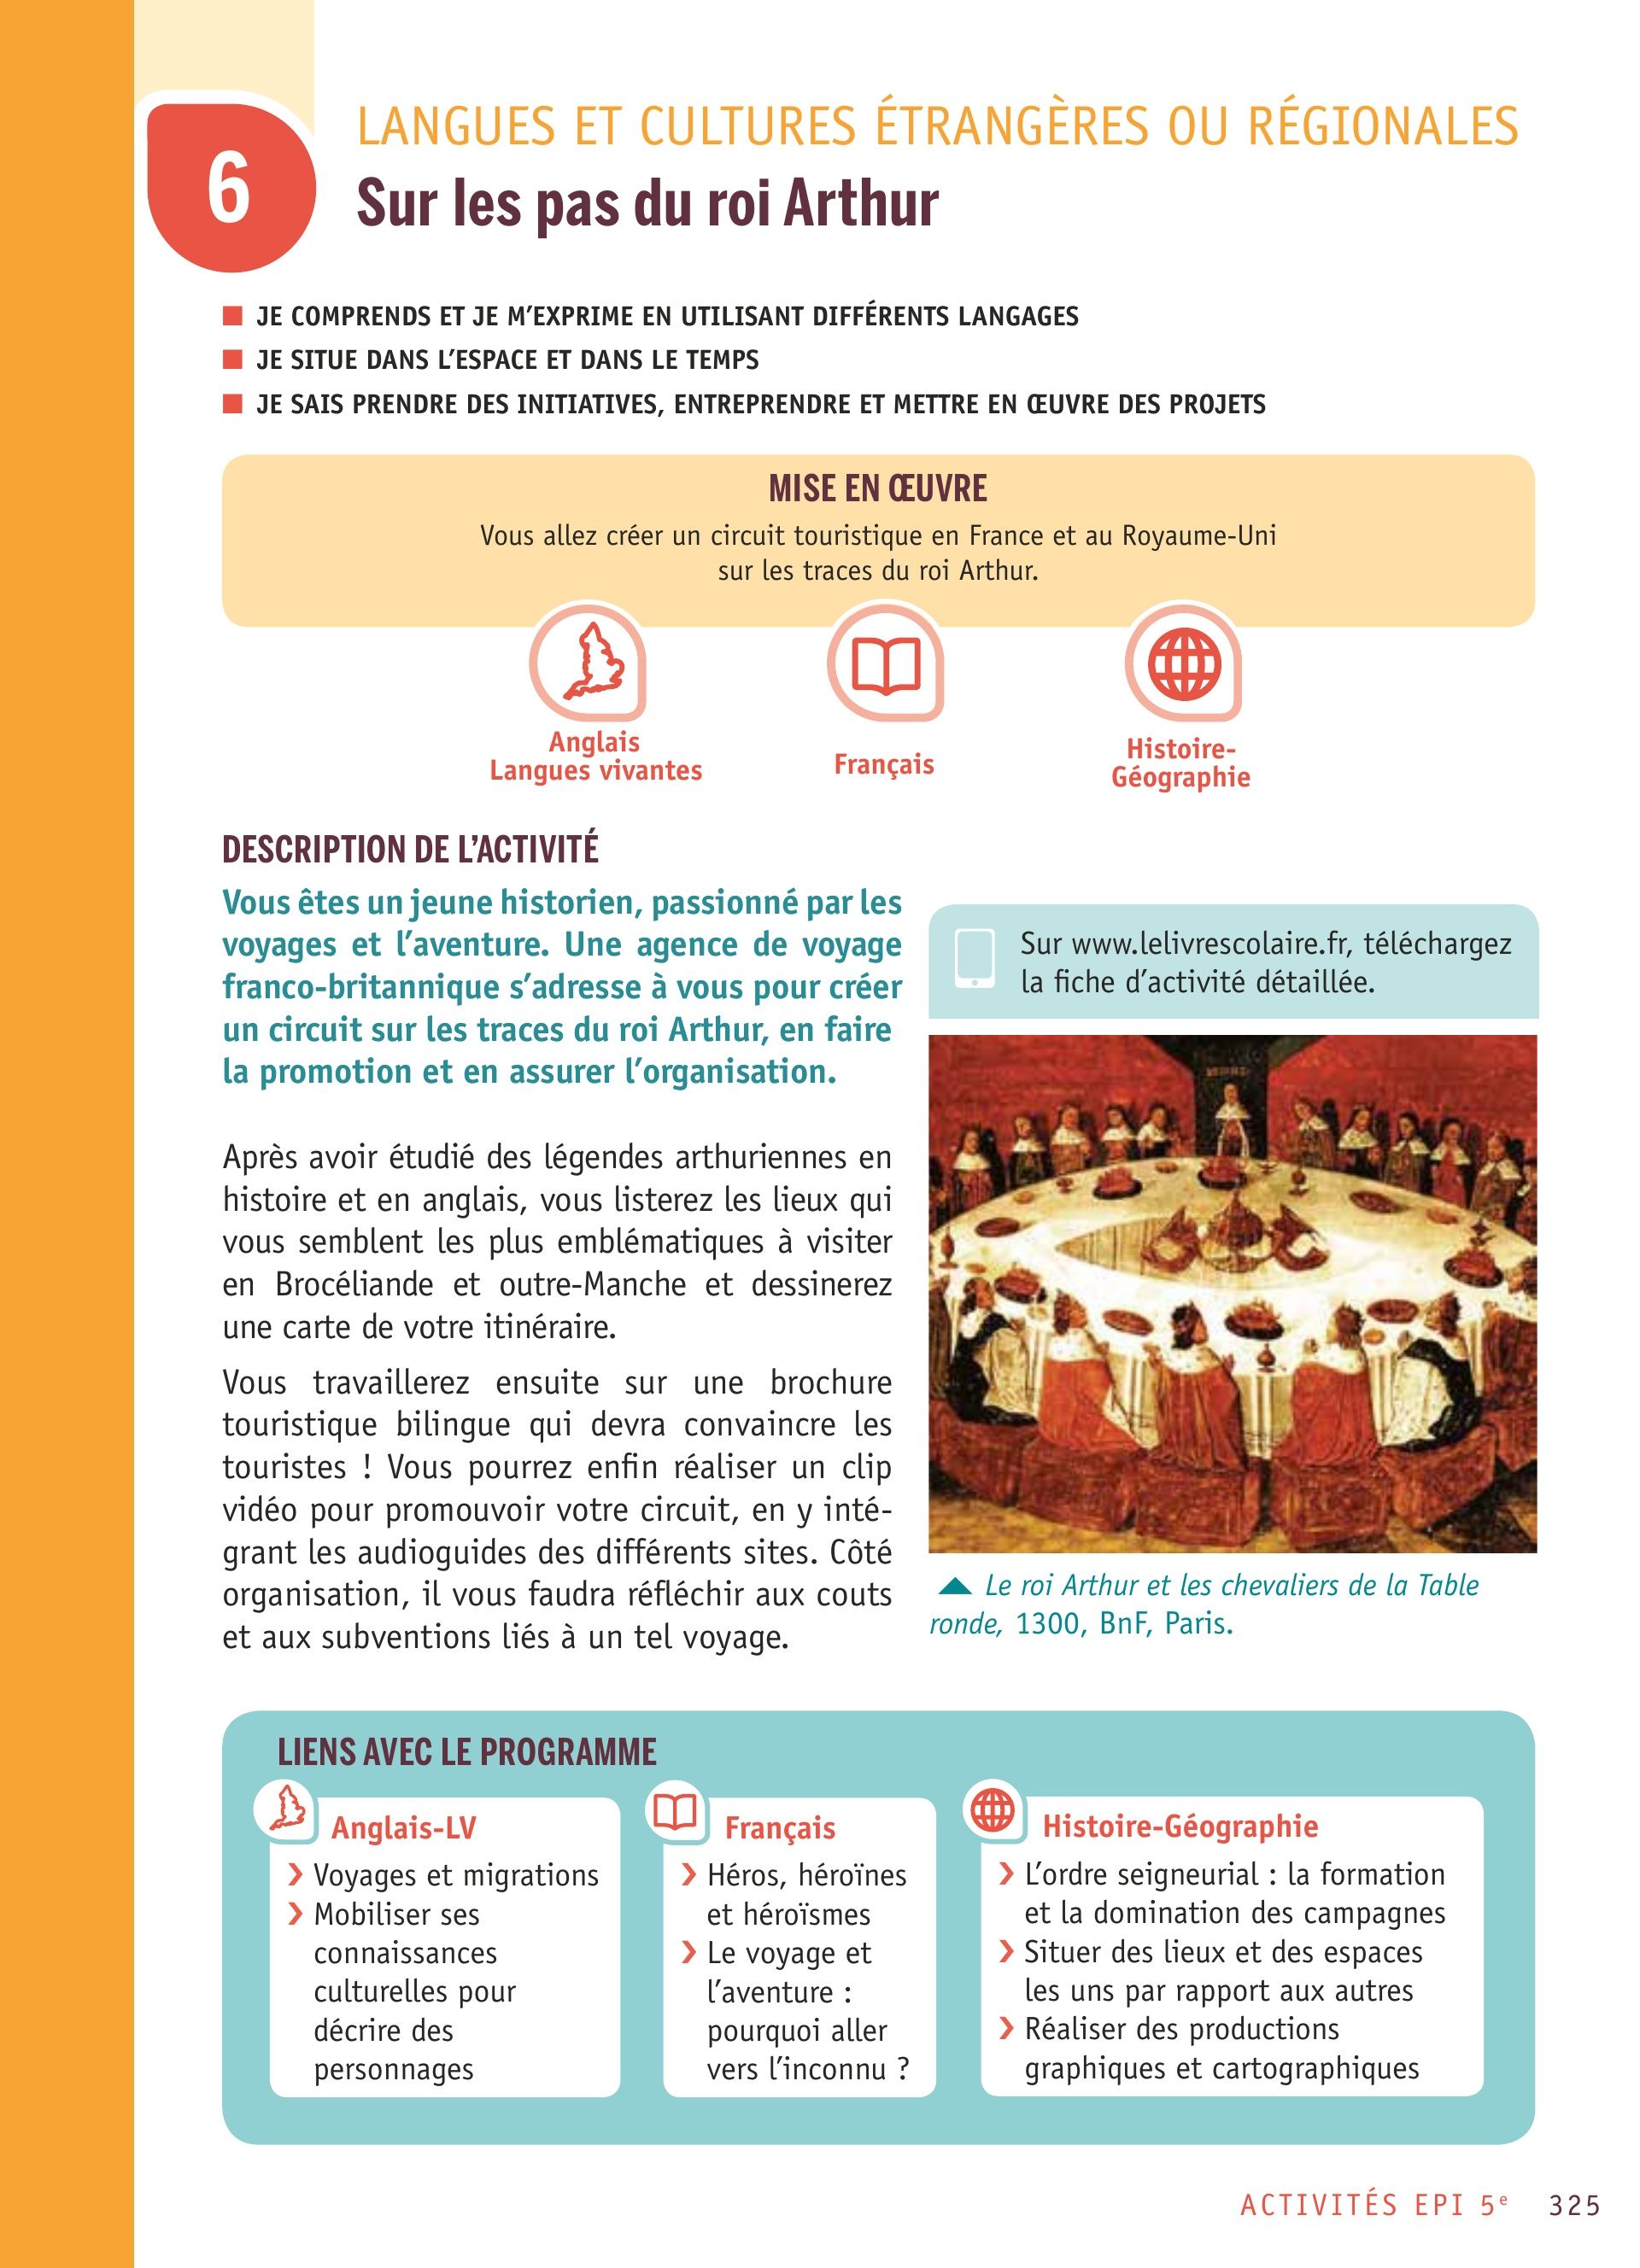 6
LANGUES ET CULTURES ÉTRANGÈRES OU RÉGIONALES
Sur les pas du roi Arthur
JE COMPRENDS ET JE M'EXPRIME EN UTILISANT DIFFÉRENTS LANGAGES
JE SITUE DANS L'ESPACE ET DANS LE TEMPS
JE SAIS PRENDRE DES INITIATIVES, ENTREPRENDRE ET METTRE EN ŒUVRE DES PROJETS
MISE EN ŒUVRE
Vous allez créer un circuit touristique en France et au Royaume-Uni
sur les traces du roi Arthur.
Anglais
Langues vivantes
Français
Histoire-
Géographie
DESCRIPTION DE L'ACTIVITÉ
Vous êtes un jeune historien, passionné par les
voyages et l'aventure. Une agence de voyage
franco-britannique s'adresse à vous pour créer
un circuit sur les traces du roi Arthur, en faire
la promotion et en assurer l'organisation.
Après avoir étudié des légendes arthuriennes en
histoire et en anglais, vous listerez les lieux qui
vous semblent les plus emblématiques à visiter
en Brocéliande et outre-Manche et dessinerez
une carte de votre itinéraire.
Vous travaillerez ensuite sur une brochure
touristique bilingue qui devra convaincre les
touristes ! Vous pourrez enfin réaliser un clip
vidéo pour promouvoir votre circuit, en y inté-
grant les audioguides des différents sites. Côté
organisation, il vous faudra réfléchir aux couts
et aux subventions liés à un tel voyage.
Sur www.lelivrescolaire.fr, téléchargez
la fiche d'activité détaillée.
Le roi Arthur et les chevaliers de la Table
ronde, 1300, BnF, Paris.
LIENS AVEC LE PROGRAMME
Anglais-LV
❯ Voyages et migrations
❯ Mobiliser ses
connaissances
culturelles pour
décrire des
personnages
Français
❯ Héros, héroïnes
et héroïsmes
❯ Le voyage et
l'aventure :
pourquoi aller
vers l'inconnu ?
Histoire-Géographie
❯ L'ordre seigneurial : la formation
et la domination des campagnes
❯ Situer des lieux et des espaces
les uns par rapport aux autres
❯ Réaliser des productions
graphiques et cartographiques
ACTIVITÉS EPI 5e 325